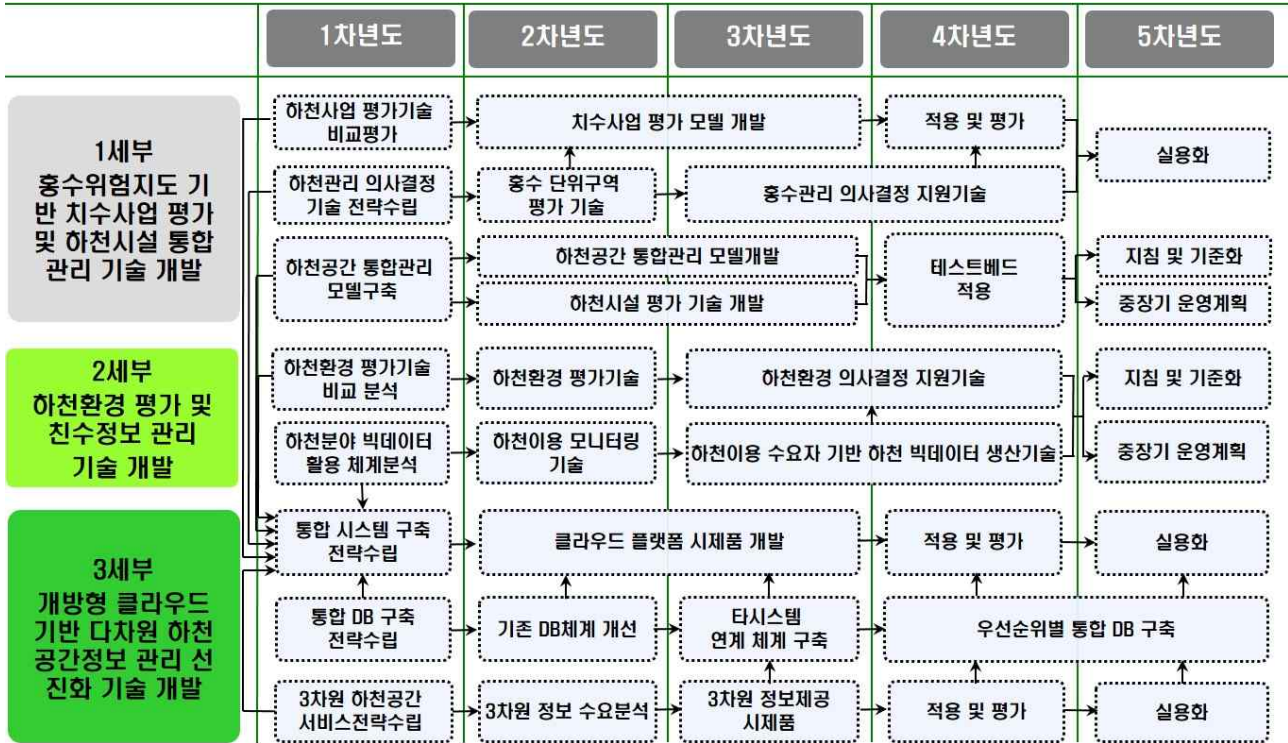 1차년도
2차년도
3차년도
4차년도
5차년도
1세부
홍수위험지도 기
반 치수사업 평가
및 하천시설 통합
관리 기술 개발
하천사업 평가기술
비교평가
치수사업 평가 모델 개발
적용 및 평가
실용화
하천관리 의사결정
기술 전략수립
홍수 단위구역
평가 기술
홍수관리 의사결정 지원기술
하천공간 통합관리
모델구축
하천공간 통합관리 모델개발
하천시설 평가 기술 개발
테스트베드
적용
지침 및 기준화
중장기 운영계획
2세부
하천환경 평가 및
친수정보 관리
기술 개발
하천환경 평가기술
비교 분석
하천환경 평가기술
하천환경 의사결정 지원기술
지침 및 기준화
하천분야 빅데이터
활용 체계분석
하천이용 모니터링
기술
하천이용 수요자 기반 하천 빅데이터 생산기술
중장기 운영계획
3세부
개방형 클라우드
기반 다차원 하천
공간정보 관리 선
진화 기술 개발
통합 시스템 구축
전략수립
클라우드 플랫폼 시제품 개발
적용 및 평가
실용화
통합 DB 구축
전략수립
기존 DB체계 개선
타시스템
연계 체계 구축
우선순위별 통합 DB 구축
3차원 하천공간
서비스전략수립
3차원 정보 수요분석
3차원 정보제공
시제품
적용 및 평가
실용화